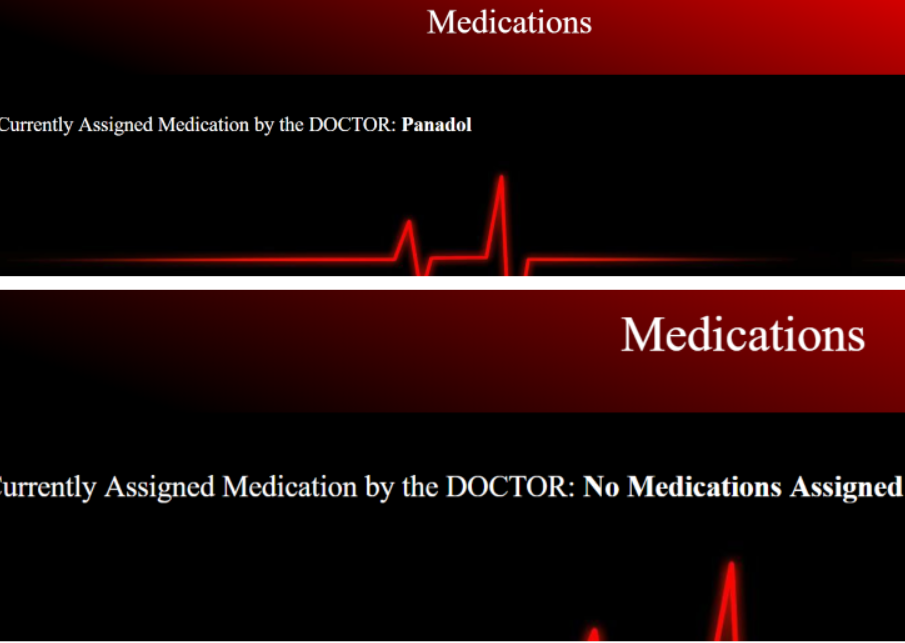 Medications
Currently Assigned Medication by the DOCTOR: Panadol
Medications
Currently Assigned Medication by the DOCTOR: No Medications Assigned